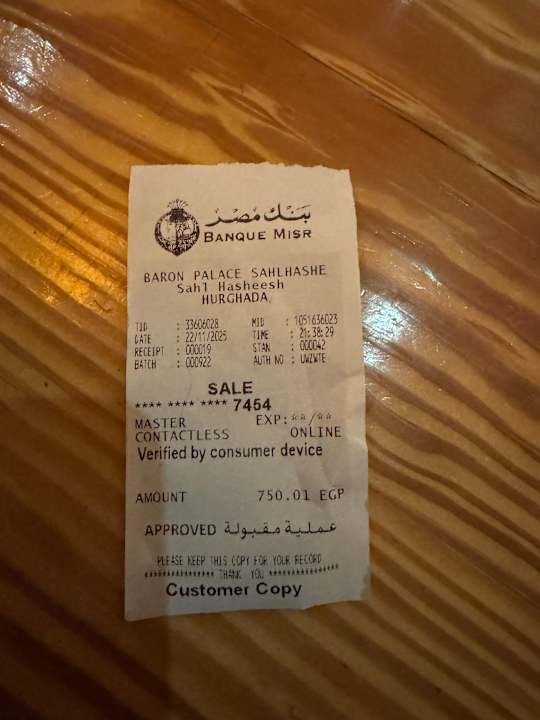 بنك مصر
BANQUE MISR
BARON PALACE SAHLHASHE
Sahl Hasheesh
HURGHADA
TID : 33606028 MID : 1051636023
DATE : 22/11/2025 TIME : 21:38:29
RECEIPT : 000019 STAN : 000042
BATCH : 000922 AUTH NO : UWZWTE
SALE
**** **** **** 7454
MASTER EXP:**/**
CONTACTLESS ONLINE
Verified by consumer device
AMOUNT 750.01 EGP
APPROVED عملية مقبولة
PLEASE KEEP THIS COPY FOR YOUR RECORD
*************** THANK YOU ***************
Customer Copy